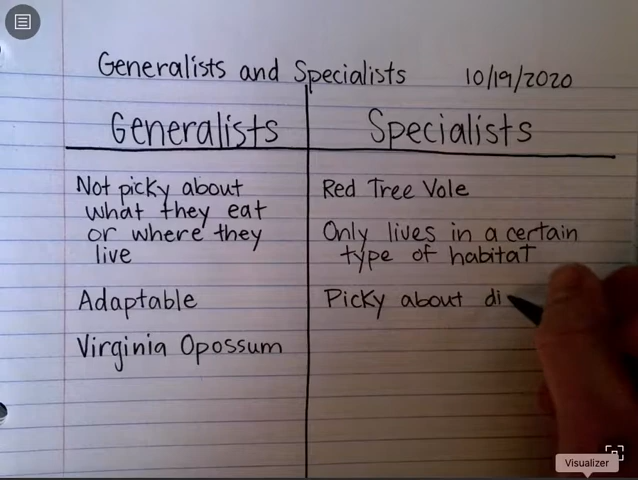 Generalists and Specialists 10/19/2020
Generalists
Specialists
Not picky about
what they eat
or where they
live
Adaptable
Virginia Opossum
Red Tree Vole
Only lives in a certain
type of habitat
Picky about di
Visualizer